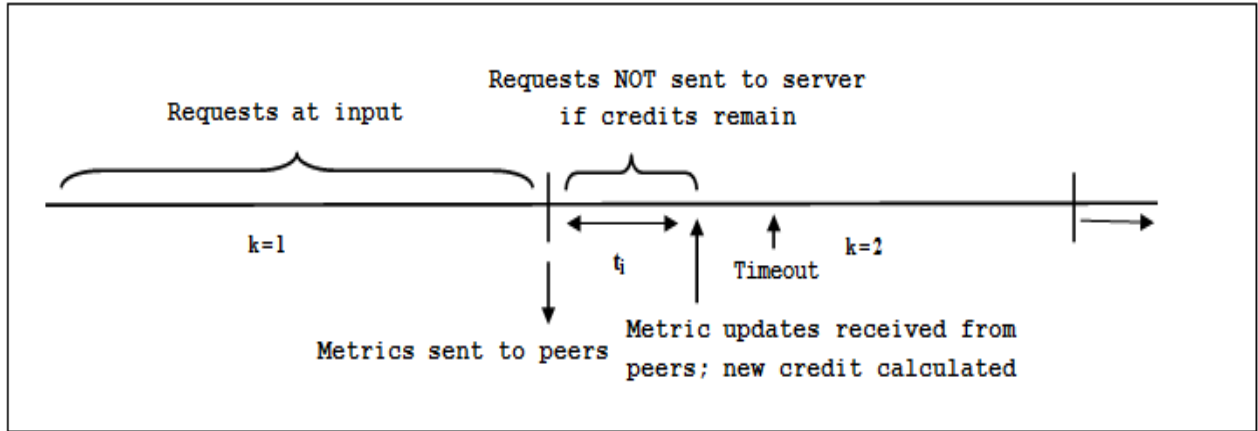 Requests NOT sent to server
if credits remain
Requests at input
k=1
ti
Timeout
k=2
Metrics sent to peers
Metric updates received from
peers; new credit calculated